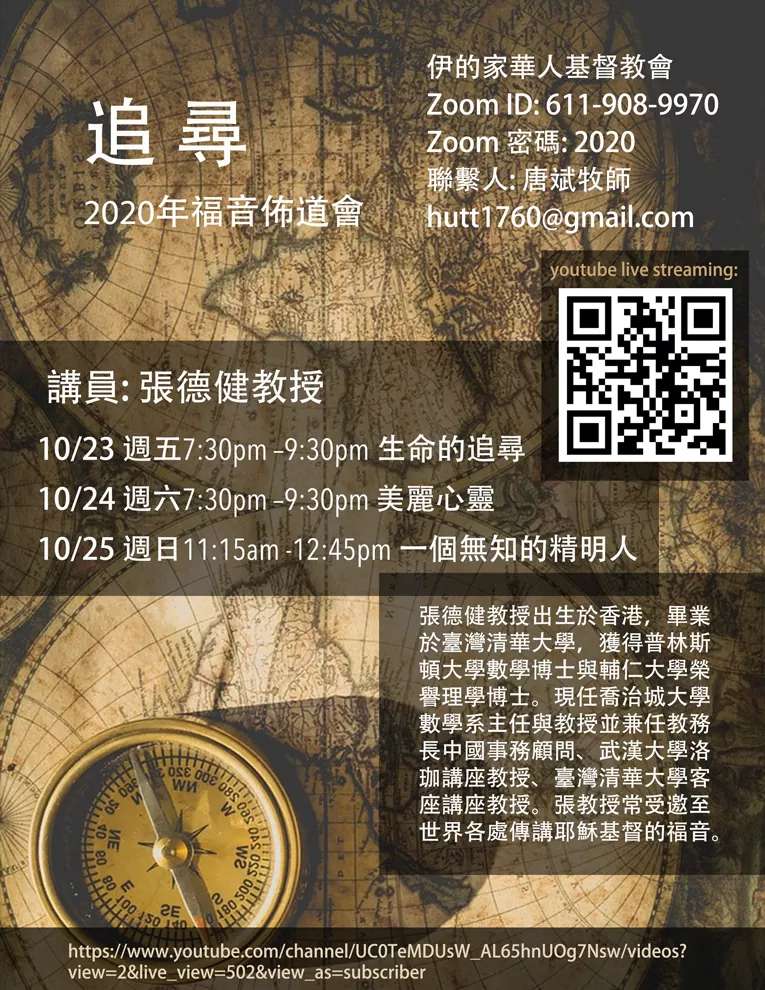 追 尋
2020年福音佈道會
伊的家華人基督教會
Zoom ID: 611-908-9970
Zoom 密碼: 2020
聯繫人: 唐斌牧師
hutt1760@gmail.com
youtube live streaming:
講員: 張德健教授
10/23 週五7:30pm –9:30pm 生命的追尋
10/24 週六7:30pm –9:30pm 美麗心靈
10/25 週日11:15am -12:45pm 一個無知的精明人
張德健教授出生於香港，畢業
於臺灣清華大學，獲得普林斯
頓大學數學博士與輔仁大學榮
譽理學博士。現任喬治城大學
數學系主任與教授並兼任教務
長中國事務顧問、武漢大學洛
珈講座教授、臺灣清華大學客
座講座教授。張教授常受邀至
世界各處傳講耶穌基督的福音。
https://www.youtube.com/channel/UC0TeMDUsW_AL65hnUOg7Nsw/videos?
view=2&live_view=502&view_as=subscriber